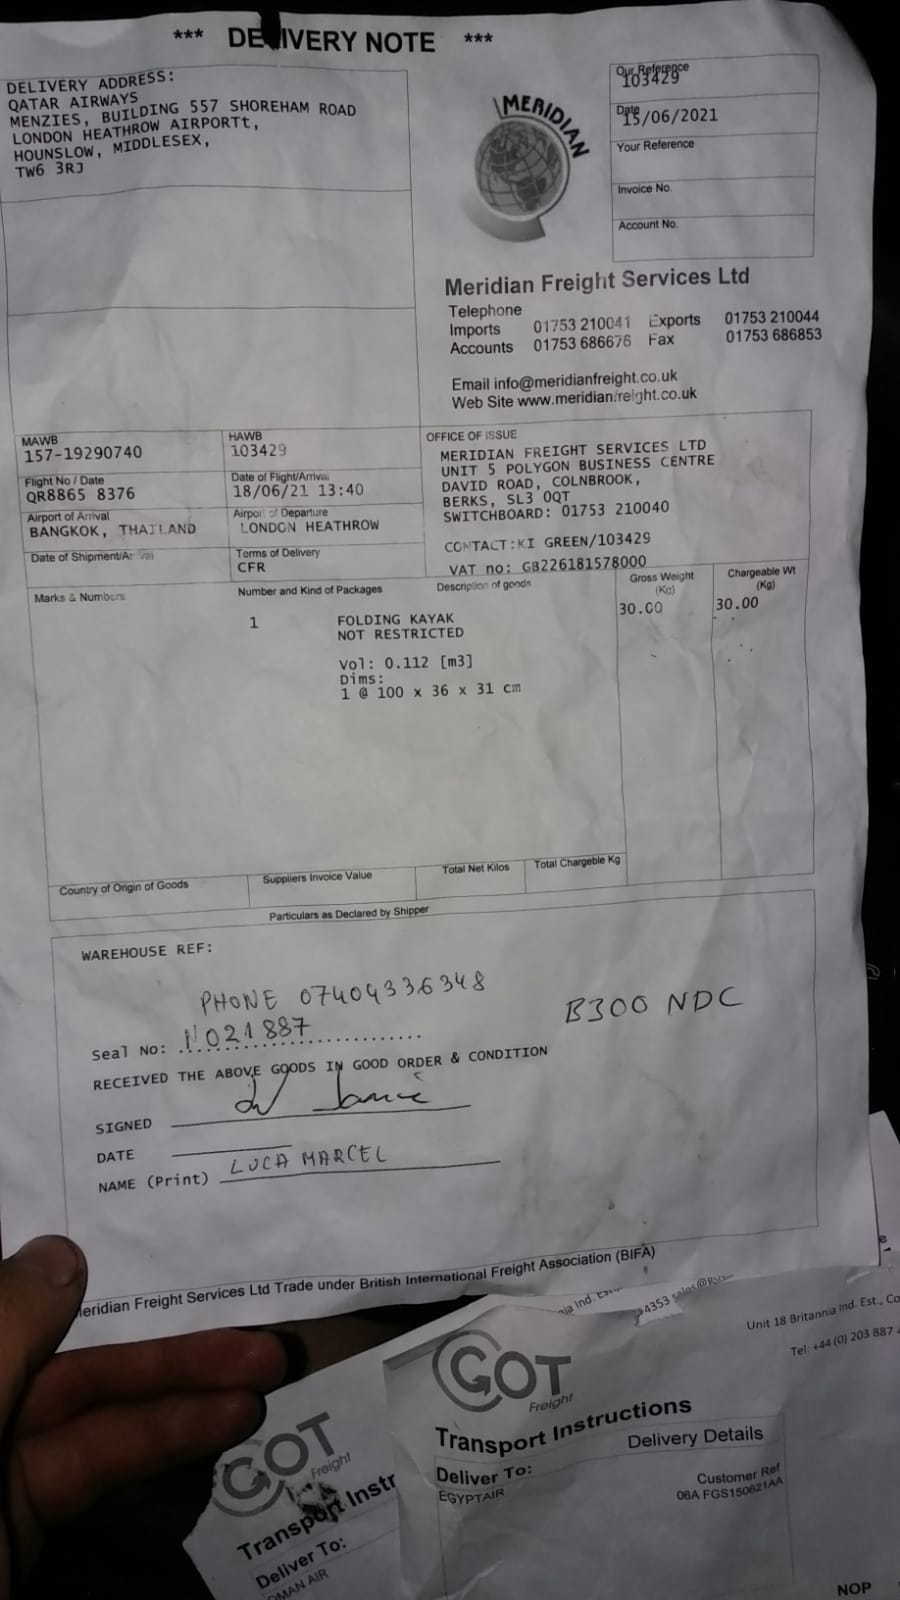 *** DELIVERY NOTE ***
DELIVERY ADDRESS:
QATAR AIRWAYS
MENZIES, BUILDING 557 SHOREHAM ROAD
LONDON HEATHROW AIRPORTt,
HOUNSLOW, MIDDLESEX,
TW6 3RJ
MERIDIAN
Our Reference
103429
Date
15/06/2021
Your Reference
Invoice No.
Account No.
Meridian Freight Services Ltd
Telephone
Imports 01753 210041 Exports 01753 210044
Accounts 01753 686676 Fax 01753 686853
Email info@meridianfreight.co.uk
Web Site www.meridianfreight.co.uk
MAWB
157-19290740
HAWB
103429
Flight No / Date
QR8865 8376
Date of Flight/Arrival
18/06/21 13:40
Airport of Arrival
BANGKOK, THAILAND
Airport of Departure
LONDON HEATHROW
Date of Shipment/Arrival
Terms of Delivery
CFR
OFFICE OF ISSUE
MERIDIAN FREIGHT SERVICES LTD
UNIT 5 POLYGON BUSINESS CENTRE
DAVID ROAD, COLNBROOK,
BERKS, SL3 0QT
SWITCHBOARD: 01753 210040
CONTACT:KI GREEN/103429
VAT no: GB226181578000
Marks & Numbers
Number and Kind of Packages
Description of goods
Gross Weight
(Kg)
Chargeable Wt
(Kg)
1 FOLDING KAYAK 30.00 30.00
NOT RESTRICTED
Vol: 0.112 [m3]
Dims:
1 @ 100 x 36 x 31 cm
Country of Origin of Goods
Suppliers Invoice Value
Total Net Kilos
Total Chargeble Kg
Particulars as Declared by Shipper
WAREHOUSE REF:
PHONE 07404336348
B300 NDC
Seal No: N021887
RECEIVED THE ABOVE GOODS IN GOOD ORDER & CONDITION
SIGNED
DATE
NAME (Print) LUCA MARCEL
Meridian Freight Services Ltd Trade under British International Freight Association (BIFA)
GOT
Freight
Transport Instructions
Deliver To:
EGYPTAIR
Delivery Details
Customer Ref
06A FGS150621AA
NOP
Unit 18 Britannia Ind. Est., Co
Tel: +44 (0) 203 887
4353
GOT
Freight
Transport Instr
Deliver To:
OMAN AIR